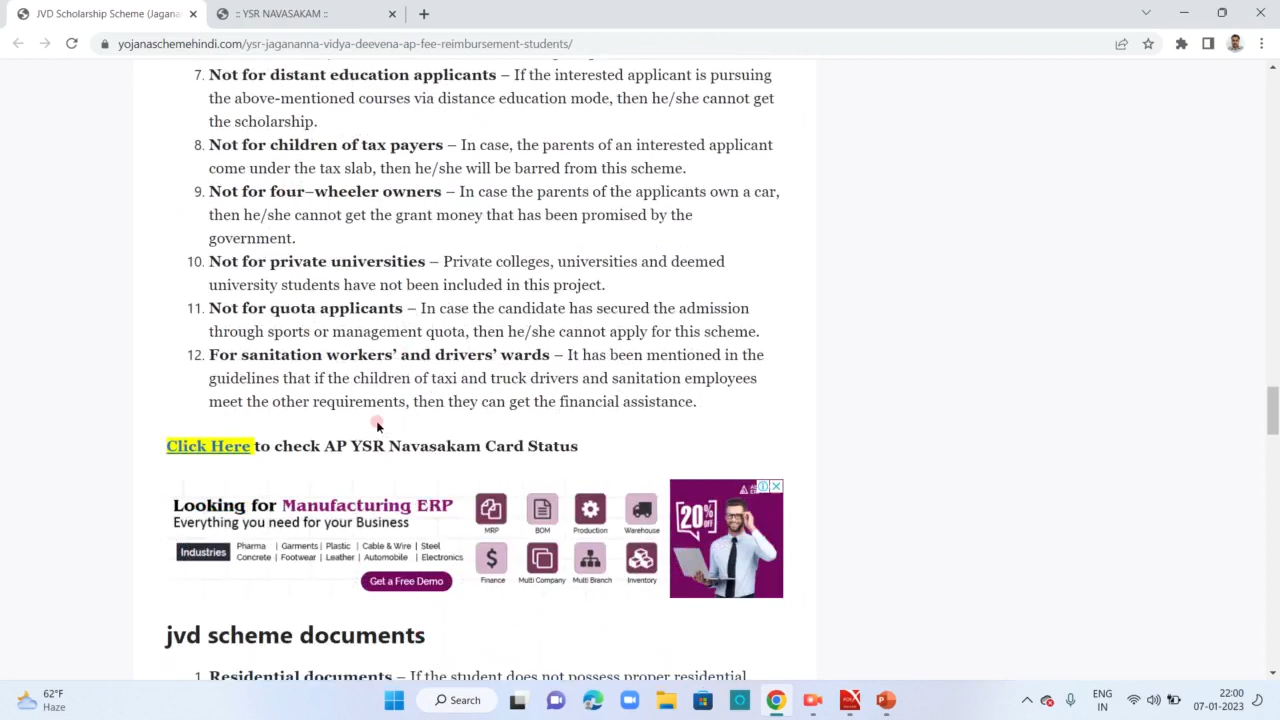 JVD Scholarship Scheme (Jagana
:: YSR NAVASAKAM ::
yojanaschemehindi.com/ysr-jagananna-vidya-deevena-ap-fee-reimbursement-students/
7. Not for distant education applicants – If the interested applicant is pursuing
the above-mentioned courses via distance education mode, then he/she cannot get
the scholarship.
8. Not for children of tax payers – In case, the parents of an interested applicant
come under the tax slab, then he/she will be barred from this scheme.
9. Not for four–wheeler owners – In case the parents of the applicants own a car,
then he/she cannot get the grant money that has been promised by the
government.
10. Not for private universities – Private colleges, universities and deemed
university students have not been included in this project.
11. Not for quota applicants – In case the candidate has secured the admission
through sports or management quota, then he/she cannot apply for this scheme.
12. For sanitation workers’ and drivers’ wards – It has been mentioned in the
guidelines that if the children of taxi and truck drivers and sanitation employees
meet the other requirements, then they can get the financial assistance.
Click Here to check AP YSR Navasakam Card Status
Looking for Manufacturing ERP
Everything you need for your Business
Industries
Pharma | Garments | Plastic | Cable & Wire | Steel
Concrete | Footwear | Leather | Automobile | Electronics
Get a Free Demo
MRP BOM Production Warehouse
Finance Multi Company Multi Branch Inventory
20% OFF
jvd scheme documents
1. Residential documents – If the student does not possess proper residential
62°F
Haze
Search
ENG
IN
22:00
07-01-2023